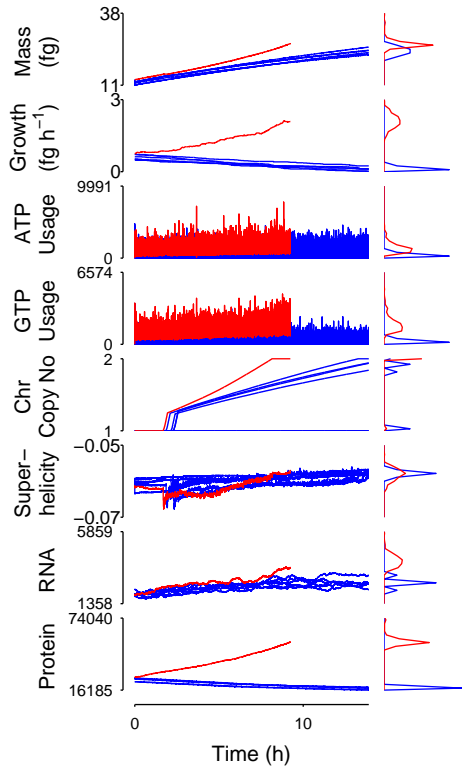 38
Mass
(fg)
11
3
Growth
(fg h⁻¹)
0
9991
ATP
Usage
0
6574
GTP
Usage
0
2
Chr
Copy No
1
−0.05
Super−
helicity
−0.07
5859
RNA
1358
74040
Protein
16185
0 10
Time (h)